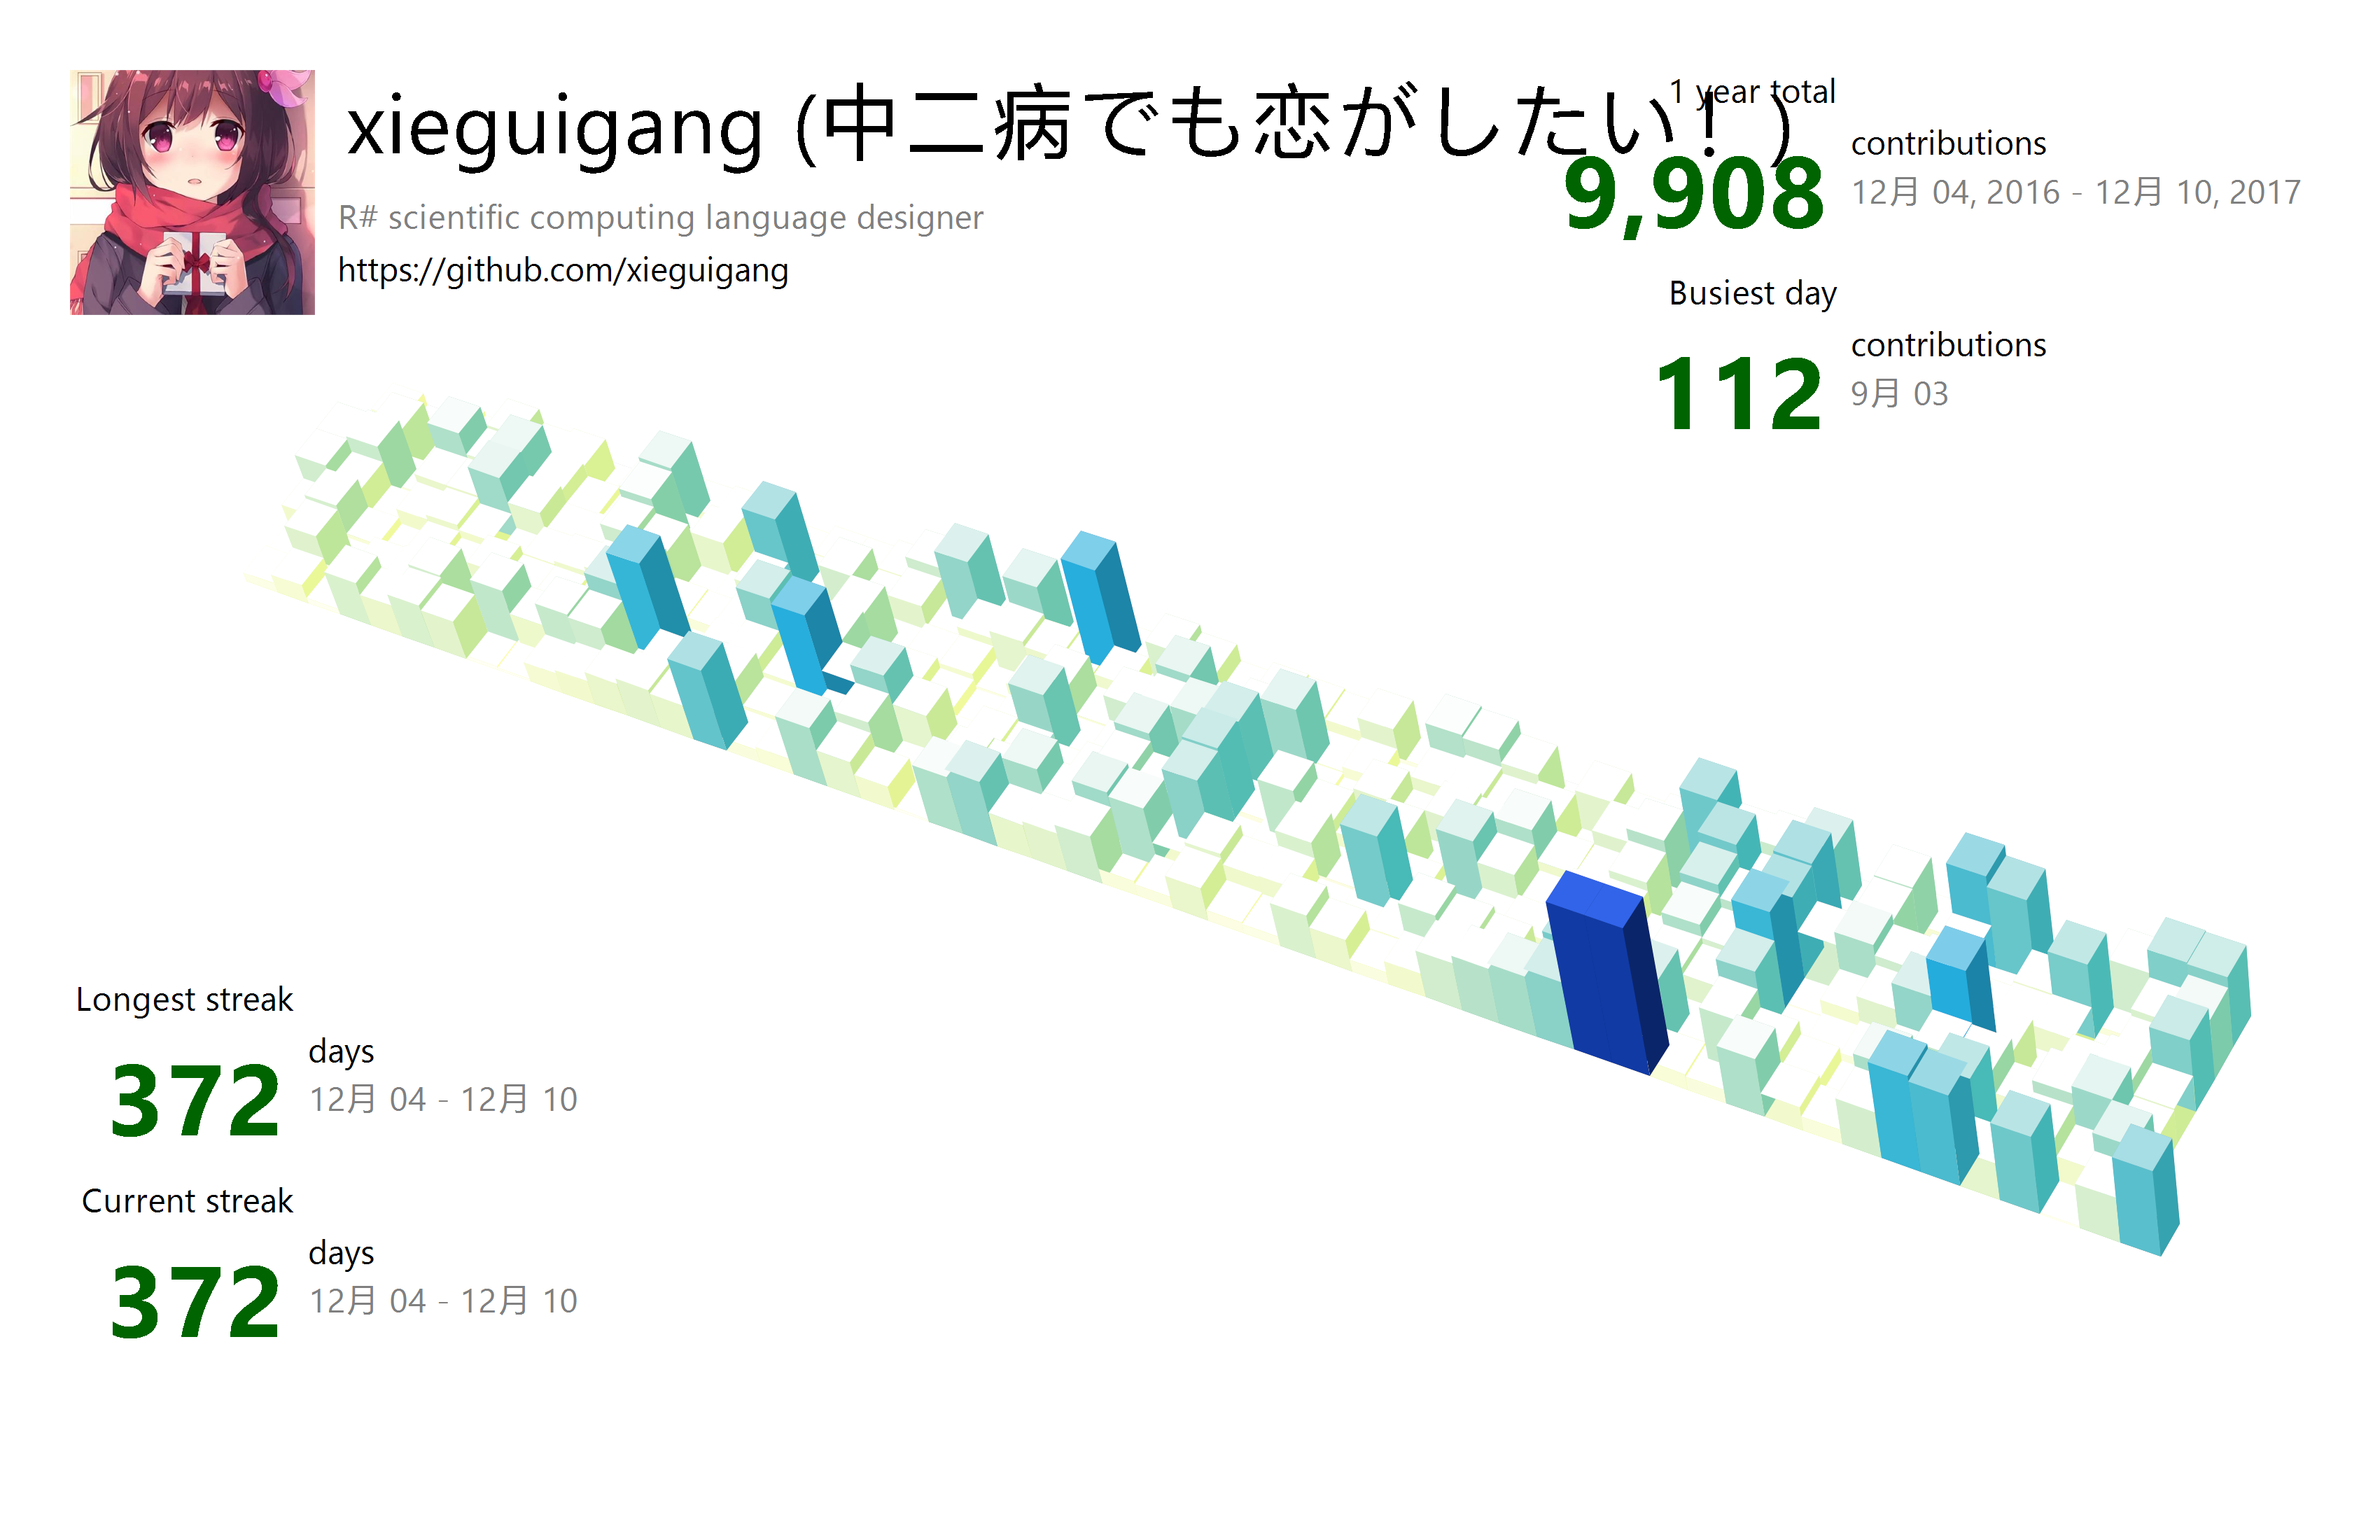 xieguigang (中二病でも恋がしたい！)
R# scientific computing language designer
https://github.com/xieguigang
1 year total
9,908
contributions
12月 04, 2016 - 12月 10, 2017
Busiest day
112
contributions
9月 03
Longest streak
372
days
12月 04 - 12月 10
Current streak
372
days
12月 04 - 12月 10